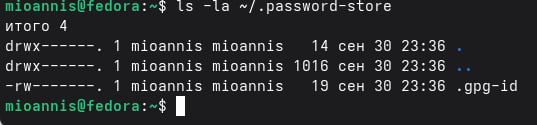 mioannis@fedora:~$ ls -la ~/.password-store
итого 4
drwx------. 1 mioannis mioannis   14 сен 30 23:36 .
drwx------. 1 mioannis mioannis 1016 сен 30 23:36 ..
-rw-------. 1 mioannis mioannis   19 сен 30 23:36 .gpg-id
mioannis@fedora:~$